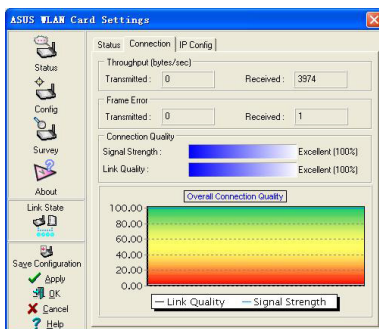 ASUS WLAN Card Settings
Status
Config
Survey
About
Link State
Save Configuration
Apply
OK
Cancel
Help
Status Connection IP Config
Throughput (bytes/sec)
Transmitted : 0 Received : 3974
Frame Error
Transmitted : 0 Received : 1
Connection Quality
Signal Strength : Excellent (100%)
Link Quality : Excellent (100%)
Overall Connection Quality
100.00
80.00
60.00
40.00
20.00
0.00
Link Quality Signal Strength